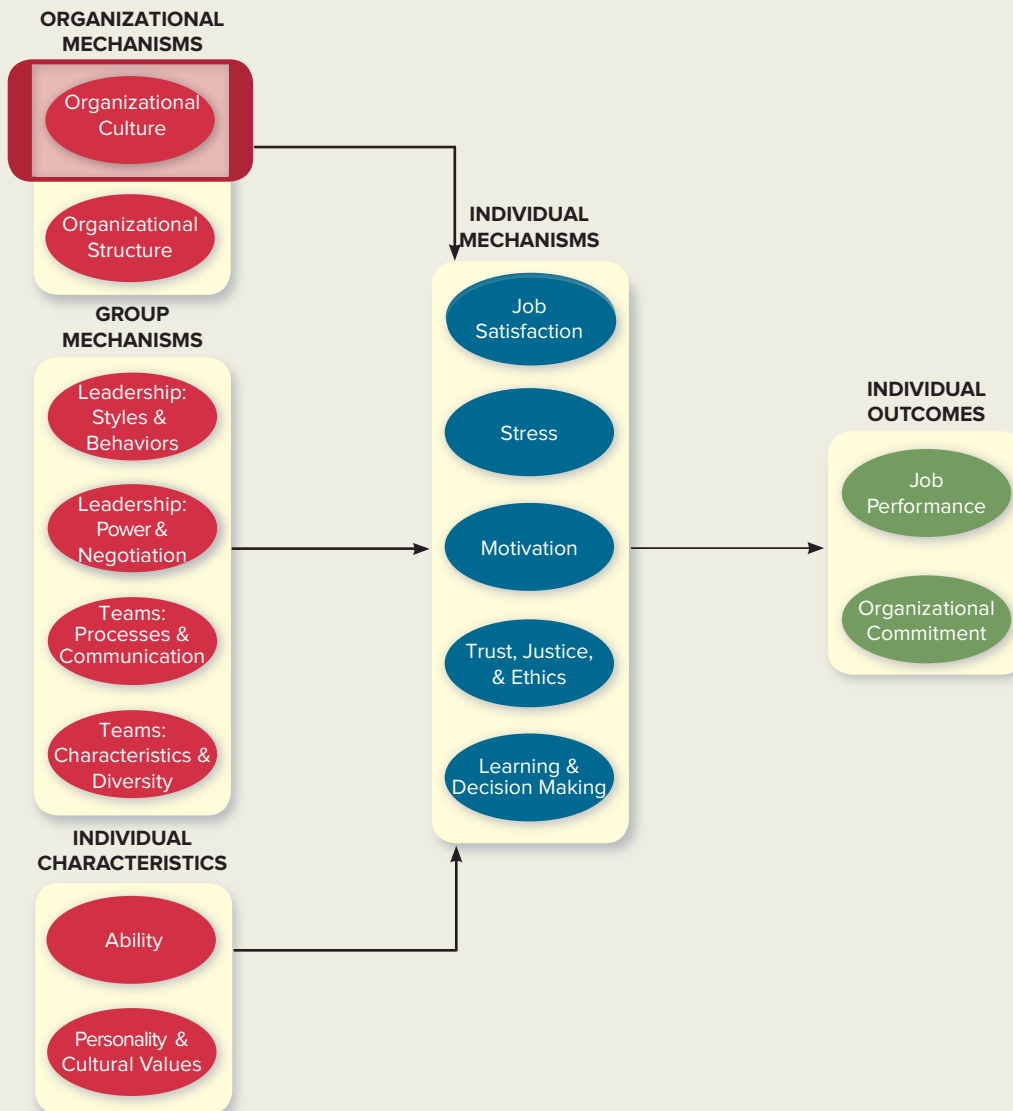 ORGANIZATIONAL
MECHANISMS
Organizational
Culture
Organizational
Structure
GROUP
MECHANISMS
Leadership:
Styles &
Behaviors
Leadership:
Power &
Negotiation
Teams:
Processes &
Communication
Teams:
Characteristics &
Diversity
INDIVIDUAL
CHARACTERISTICS
Ability
Personality &
Cultural Values
INDIVIDUAL
MECHANISMS
Job
Satisfaction
Stress
Motivation
Trust, Justice,
& Ethics
Learning &
Decision Making
INDIVIDUAL
OUTCOMES
Job
Performance
Organizational
Commitment